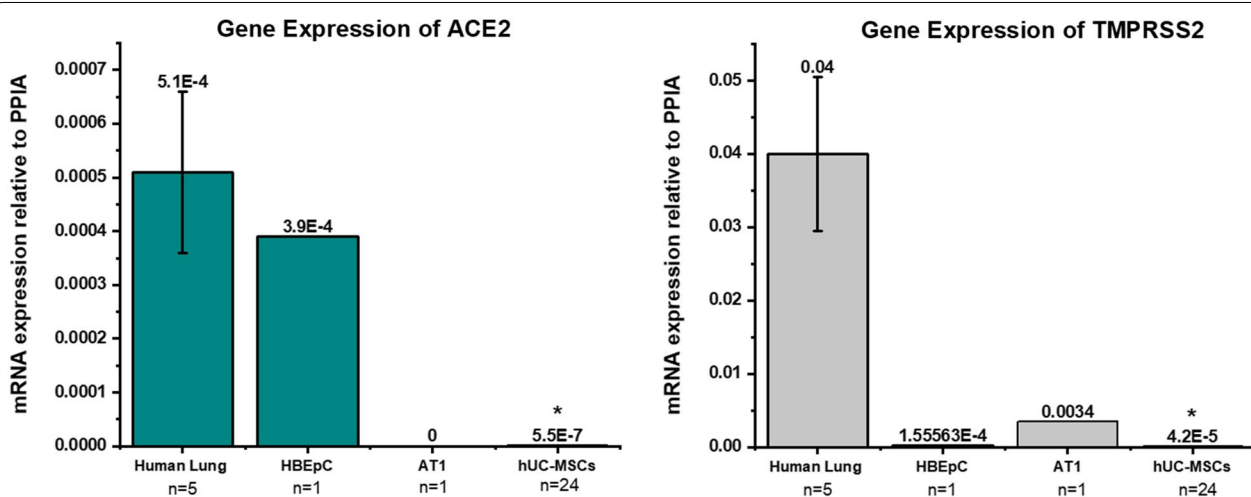 Gene Expression of ACE2
mRNA expression relative to PPIA
0.0007
0.0006
0.0005
0.0004
0.0003
0.0002
0.0001
0.0000
5.1E-4
3.9E-4
0
*
5.5E-7
Human Lung HBEpC AT1 hUC-MSCs
n=5 n=1 n=1 n=24
Gene Expression of TMPRSS2
mRNA expression relative to PPIA
0.05
0.04
0.03
0.02
0.01
0.00
0.04
1.55563E-4
0.0034
*
4.2E-5
Human Lung HBEpC AT1 hUC-MSCs
n=5 n=1 n=1 n=24